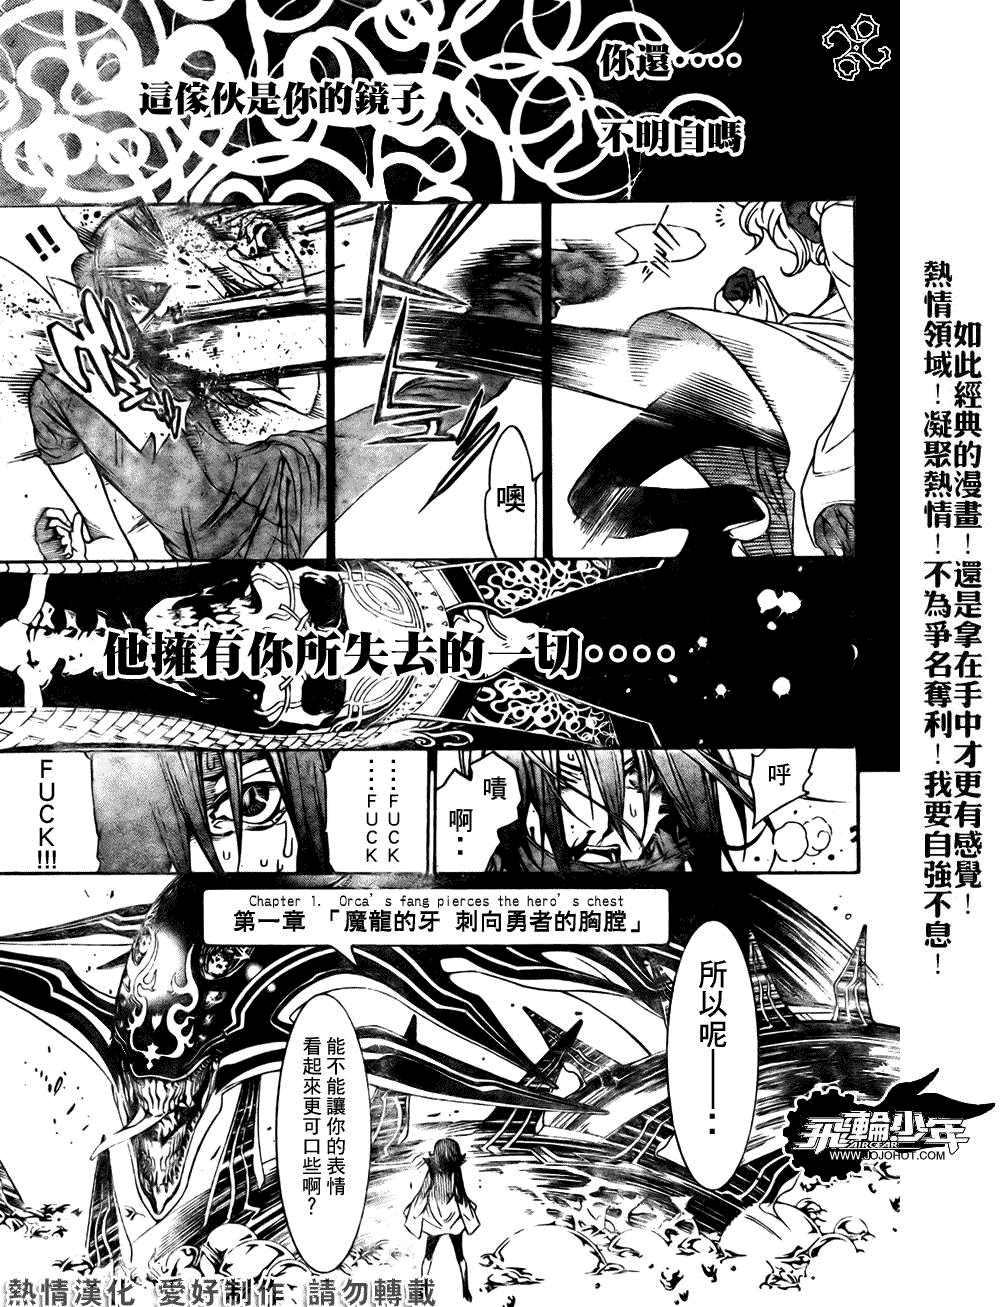 你還‥‥
不明白嗎
這傢伙是你的鏡子
!!
噢
他擁有你所失去的一切‥‥
呼
嘖
啊‥
‥‥FUCK
‥‥FUCK
FUCK!!!
Chapter 1. Orca's fang pierces the hero's chest
第一章 「魔龍的牙 刺向勇者的胸膛」
所以呢——‥
能不能讓你的表情
看起來更可口些啊?
如此經典的漫畫！還是拿在手中才更有感覺！
熱情領域！凝聚熱情！不為爭名奪利！我要自強不息！
飛輪少年
AIRGEAR
WWW.JOJOHOT.COM
熱情漢化 愛好制作 請勿轉載